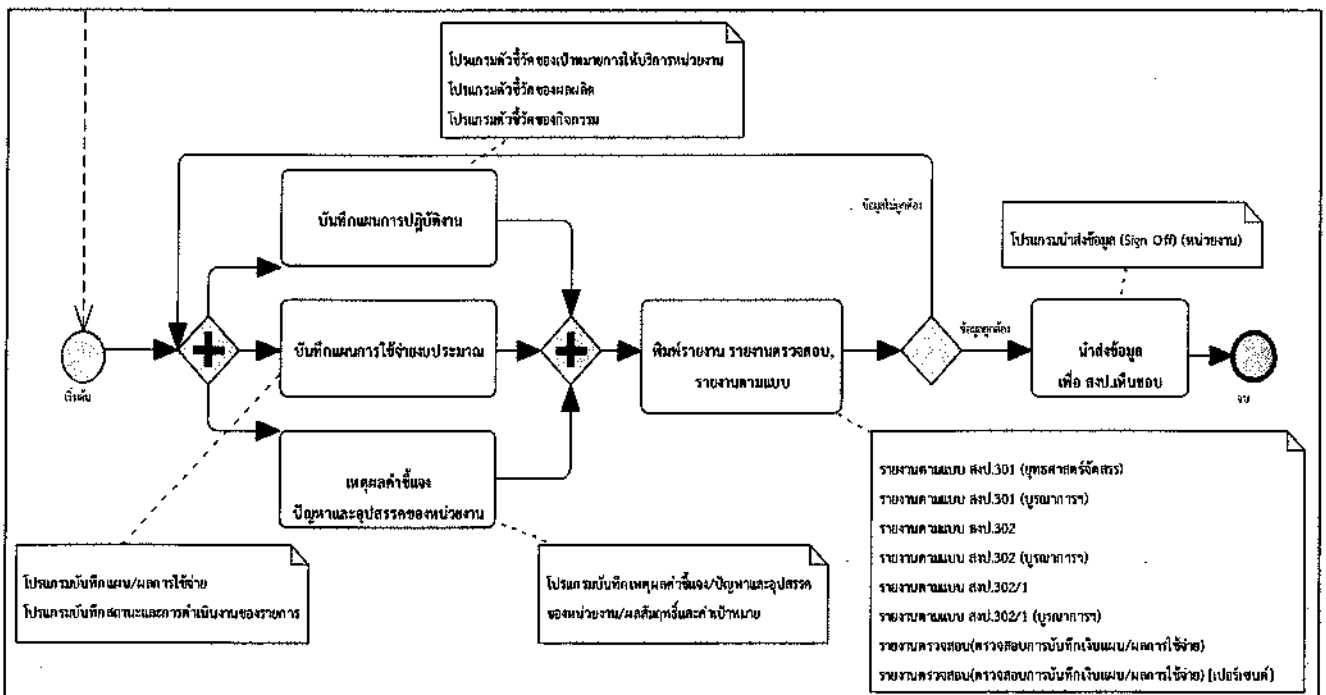 โปรแกรมตัวชี้วัดของเป้าหมายการให้บริการหน่วยงาน
โปรแกรมตัวชี้วัดของผลผลิต
โปรแกรมตัวชี้วัดของกิจกรรม
บันทึกแผนการปฏิบัติงาน
ข้อมูลไม่ถูกต้อง
โปรแกรมนำส่งข้อมูล (Sign Off) (หน่วยงาน)
เริ่มต้น
บันทึกแผนการใช้จ่ายงบประมาณ
พิมพ์รายงาน รายงานตรวจสอบ,
รายงานตามแบบ
ข้อมูลถูกต้อง
นำส่งข้อมูล
เพื่อ สงป.เห็นชอบ
จบ
เหตุผลคำชี้แจง
ปัญหาและอุปสรรคของหน่วยงาน
โปรแกรมบันทึกแผน/ผลการใช้จ่าย
โปรแกรมบันทึกสถานะและการดำเนินงานของรายการ
โปรแกรมบันทึกเหตุผลคำชี้แจง/ปัญหาและอุปสรรค
ของหน่วยงาน/ผลสัมฤทธิ์และค่าเป้าหมาย
รายงานตามแบบ สงป.301 (ยุทธศาสตร์จัดสรร)
รายงานตามแบบ สงป.301 (บูรณาการฯ)
รายงานตามแบบ สงป.302
รายงานตามแบบ สงป.302 (บูรณาการฯ)
รายงานตามแบบ สงป.302/1
รายงานตามแบบ สงป.302/1 (บูรณาการฯ)
รายงานตรวจสอบ(ตรวจสอบการบันทึกเงินแผน/ผลการใช้จ่าย)
รายงานตรวจสอบ(ตรวจสอบการบันทึกเงินแผน/ผลการใช้จ่าย) [เปอร์เซนต์]